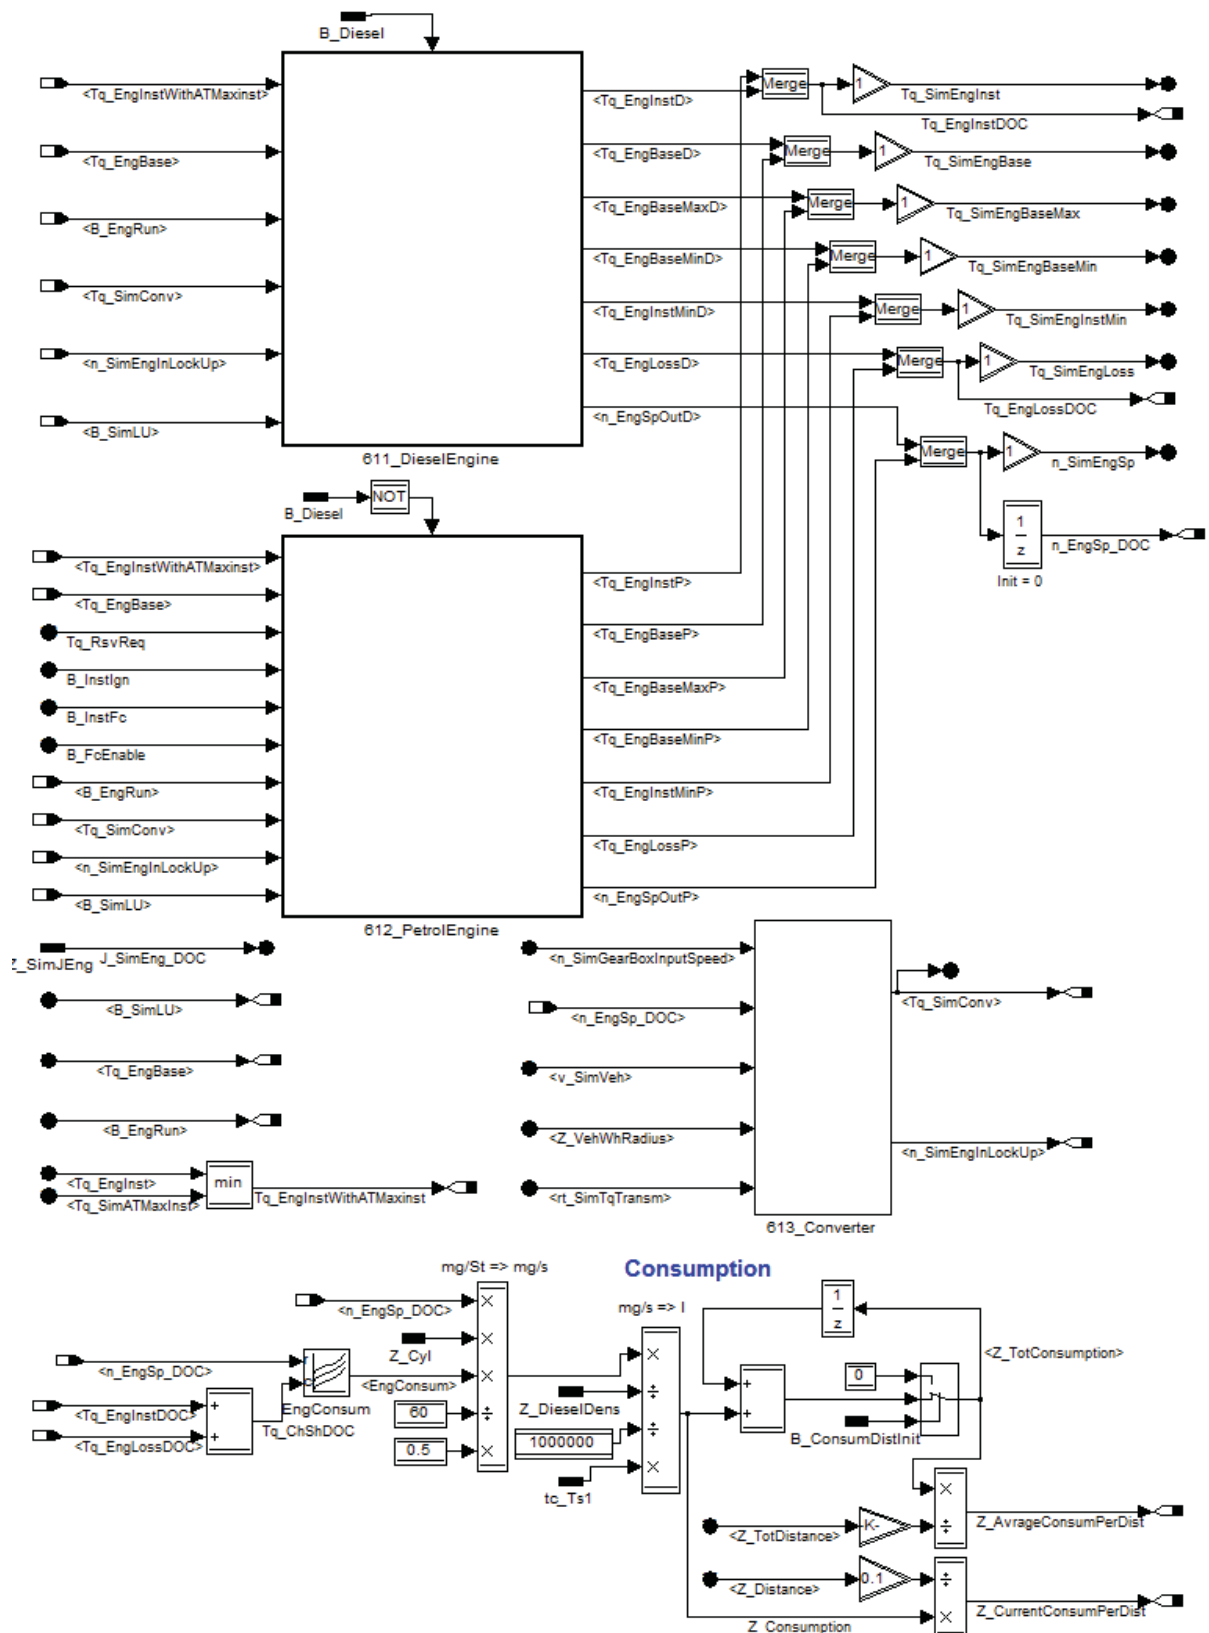 B_Diesel
<Tq_EngInstWithATMaxinst>
<Tq_EngBase>
<B_EngRun>
<Tq_SimConv>
<n_SimEngInLockUp>
<B_SimLU>
<Tq_EngInstD>
<Tq_EngBaseD>
<Tq_EngBaseMaxD>
<Tq_EngBaseMinD>
<Tq_EngInstMinD>
<Tq_EngLossD>
<n_EngSpOutD>
611_DieselEngine
Merge
1
Tq_SimEngInst
Tq_EngInstDOC
Merge
1
Tq_SimEngBase
Merge
1
Tq_SimEngBaseMax
Merge
1
Tq_SimEngBaseMin
Merge
1
Tq_SimEngInstMin
Merge
1
Tq_SimEngLoss
Tq_EngLossDOC
Merge
1
n_SimEngSp
1
z
n_EngSp_DOC
Init = 0
B_Diesel
NOT
<Tq_EngInstWithATMaxinst>
<Tq_EngBase>
Tq_RsvReq
B_InstIgn
B_InstFc
B_FcEnable
<B_EngRun>
<Tq_SimConv>
<n_SimEngInLockUp>
<B_SimLU>
<Tq_EngInstP>
<Tq_EngBaseP>
<Tq_EngBaseMaxP>
<Tq_EngBaseMinP>
<Tq_EngInstMinP>
<Tq_EngLossP>
<n_EngSpOutP>
612_PetrolEngine
Z_SimJEng
J_SimEng_DOC
<B_SimLU>
<Tq_EngBase>
<B_EngRun>
<Tq_EngInst>
<Tq_SimATMaxInst>
min
Tq_EngInstWithATMaxinst
<n_SimGearBoxInputSpeed>
<n_EngSp_DOC>
<v_SimVeh>
<Z_VehWhRadius>
<rt_SimTqTransm>
<Tq_SimConv>
<n_SimEngInLockUp>
613_Converter
Consumption
mg/St => mg/s
<n_EngSp_DOC>
Z_Cyl
<n_EngSp_DOC>
<Tq_EngInstDOC>
<Tq_EngLossDOC>
+
+
Tq_ChShDOC
EngConsum
<EngConsum>
60
0.5
×
×
×
÷
×
mg/s => l
Z_DieselDens
1000000
tc_Ts1
×
÷
÷
×
1
z
<Z_TotConsumption>
+
+
0
B_ConsumDistInit
<Z_TotDistance>
-K-
×
÷
Z_AvrageConsumPerDist
<Z_Distance>
0.1
÷
×
Z_CurrentConsumPerDist
Z_Consumption